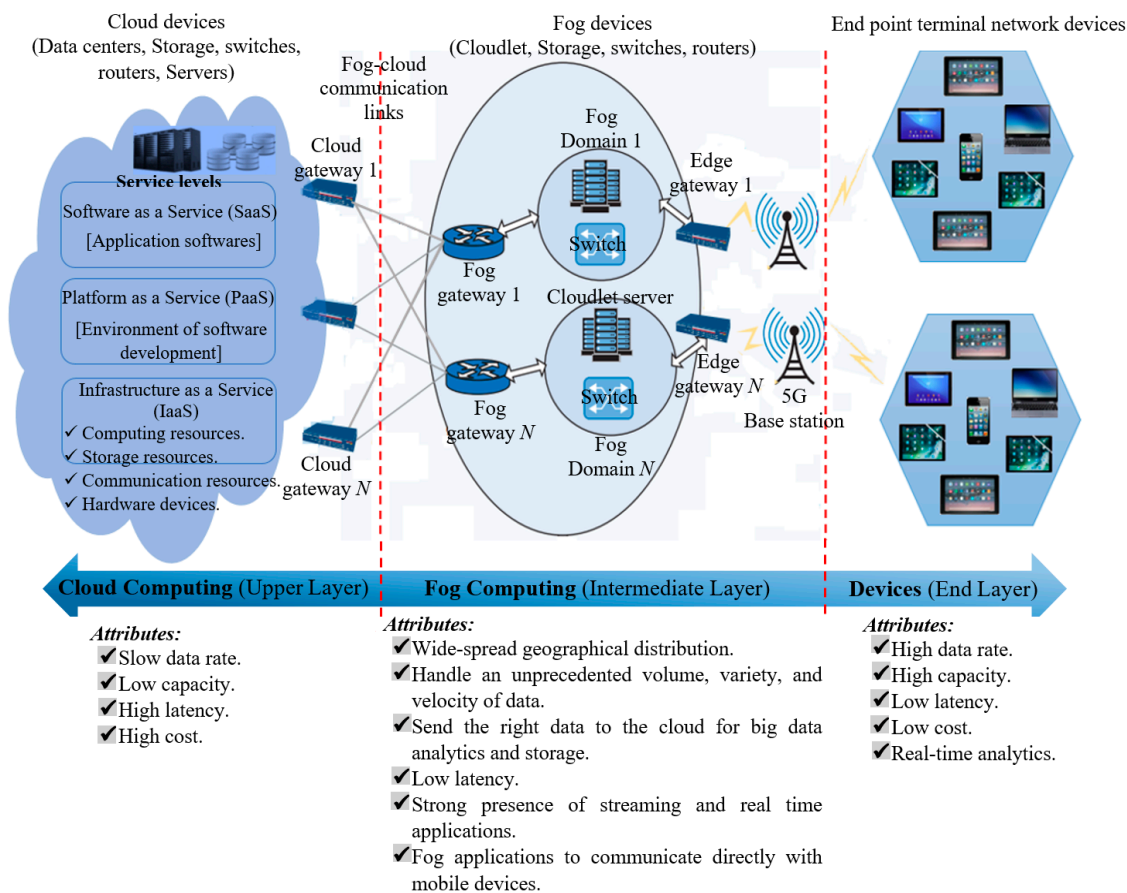 Cloud devices
(Data centers, Storage, switches,
routers, Servers)
Fog devices
(Cloudlet, Storage, switches, routers)
End point terminal network devices
Fog-cloud
communication
links
Cloud
gateway 1
Service levels
Software as a Service (SaaS)
[Application softwares]
Platform as a Service (PaaS)
[Environment of software
development]
Infrastructure as a Service
(IaaS)
✓ Computing resources.
✓ Storage resources.
✓ Communication resources.
✓ Hardware devices.
Cloud
gateway N
Fog
gateway 1
Fog
gateway N
Fog
Domain 1
Switch
Cloudlet server
Switch
Fog
Domain N
Edge
gateway 1
Edge
gateway N
5G
Base station
Cloud Computing (Upper Layer)
Fog Computing (Intermediate Layer)
Devices (End Layer)
Attributes:
✔Slow data rate.
✔Low capacity.
✔High latency.
✔High cost.
Attributes:
✔Wide-spread geographical distribution.
✔Handle an unprecedented volume, variety, and
velocity of data.
✔Send the right data to the cloud for big data
analytics and storage.
✔Low latency.
✔Strong presence of streaming and real time
applications.
✔Fog applications to communicate directly with
mobile devices.
Attributes:
✔High data rate.
✔High capacity.
✔Low latency.
✔Low cost.
✔Real-time analytics.